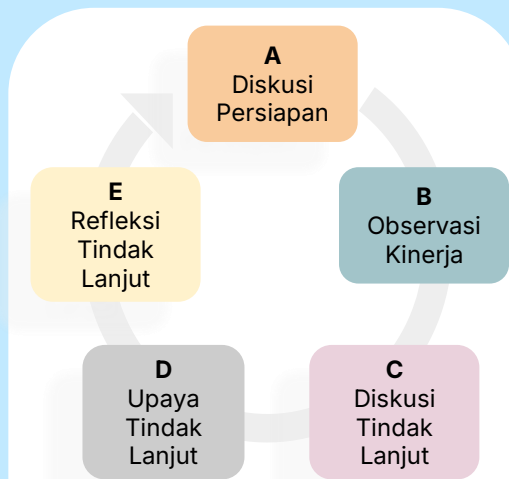 A
Diskusi
Persiapan
B
Observasi
Kinerja
C
Diskusi
Tindak
Lanjut
D
Upaya
Tindak
Lanjut
E
Refleksi
Tindak
Lanjut